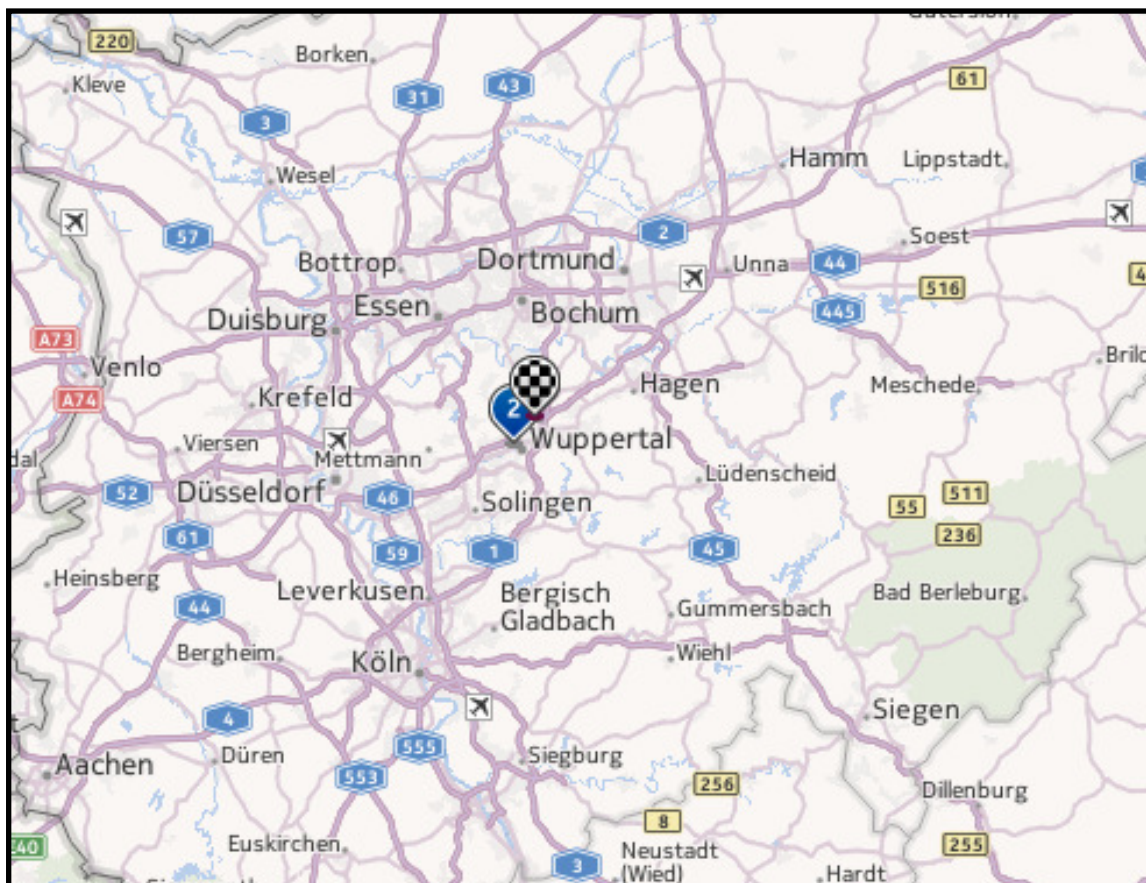 220
Borken
61
Kleve
31
43
3
Hamm
Lippstadt
Wesel
57
2
Soest
Bottrop
Dortmund
Unna
44
516
Essen
Bochum
445
Duisburg
A73
Venlo
Hagen
Meschede
A74
Krefeld
2
Viersen
Mettmann
Wuppertal
Lüdenscheid
52
Düsseldorf
46
Solingen
55
511
61
59
1
45
236
Heinsberg
Leverkusen
Bergisch
Gladbach
44
Gummersbach
Bad Berleburg
Bergheim
Köln
Wiehl
4
Siegen
555
Düren
Siegburg
Aachen
553
256
Dillenburg
8
Euskirchen
255
3
Neustadt
(Wied)
Hardt